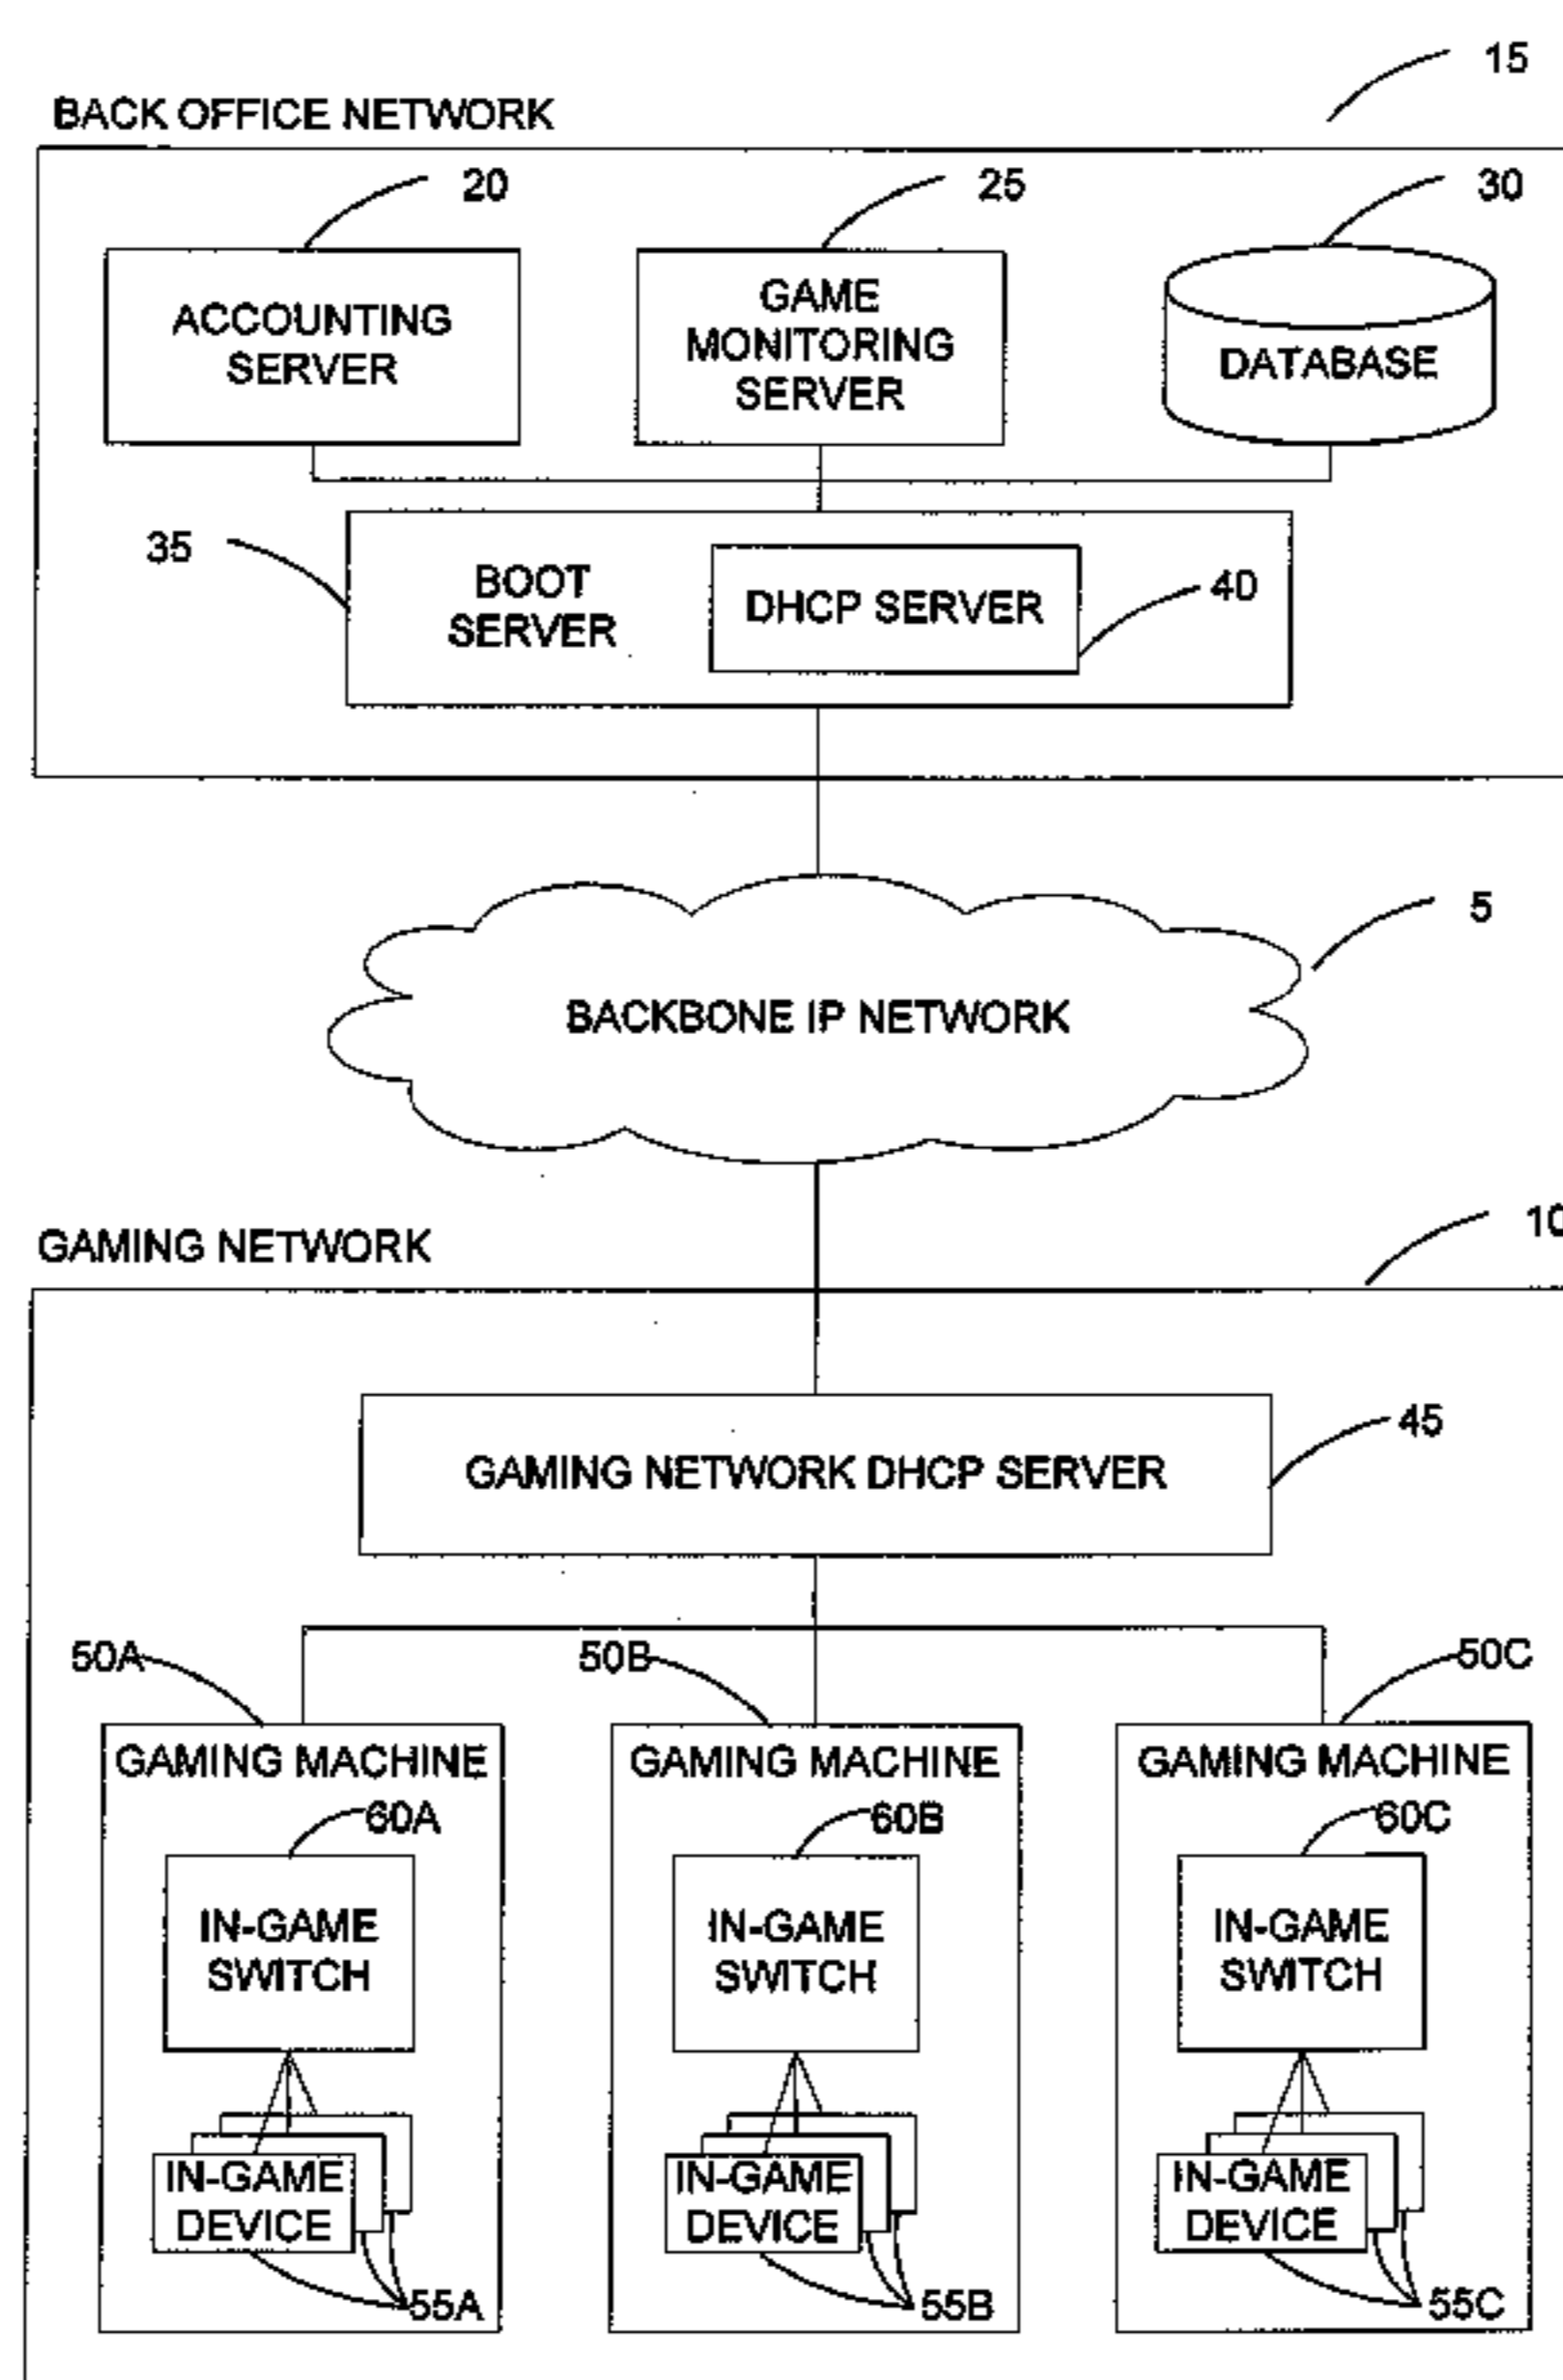 15
BACK OFFICE NETWORK
20
25
30
ACCOUNTING
SERVER
GAME
MONITORING
SERVER
DATABASE
35
BOOT
SERVER
DHCP SERVER
40
5
BACKBONE IP NETWORK
10
GAMING NETWORK
45
GAMING NETWORK DHCP SERVER
50A
50B
50C
GAMING MACHINE
60A
IN-GAME
SWITCH
IN-GAME
DEVICE
55A
GAMING MACHINE
60B
IN-GAME
SWITCH
IN-GAME
DEVICE
55B
GAMING MACHINE
60C
IN-GAME
SWITCH
IN-GAME
DEVICE
55C